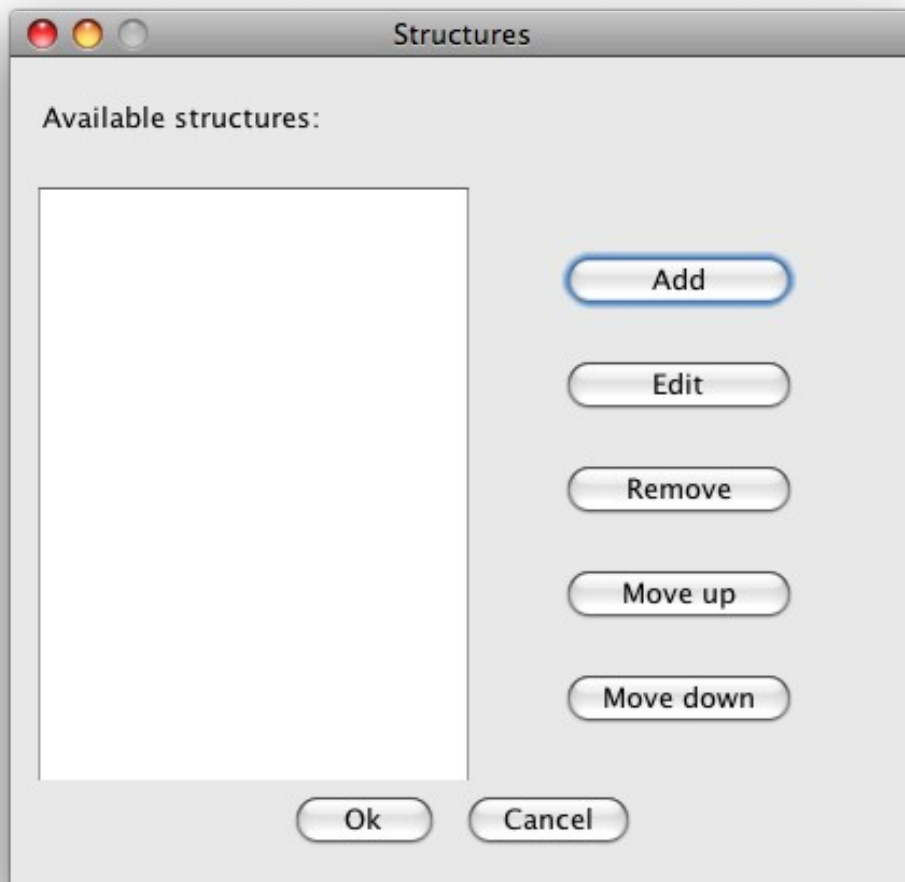 Structures
Available structures:
Add
Edit
Remove
Move up
Move down
Ok
Cancel